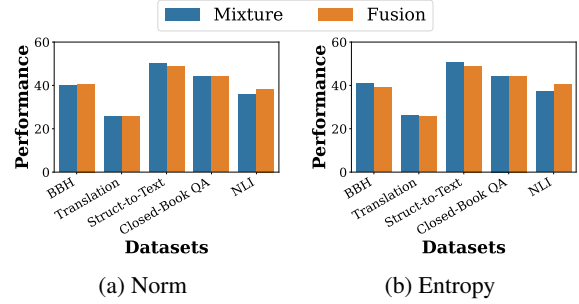 Mixture Fusion
60
40
20
0
Performance
BBH
Translation
Struct-to-Text
Closed-Book QA
NLI
Datasets
(a) Norm
60
40
20
0
Performance
BBH
Translation
Struct-to-Text
Closed-Book QA
NLI
Datasets
(b) Entropy